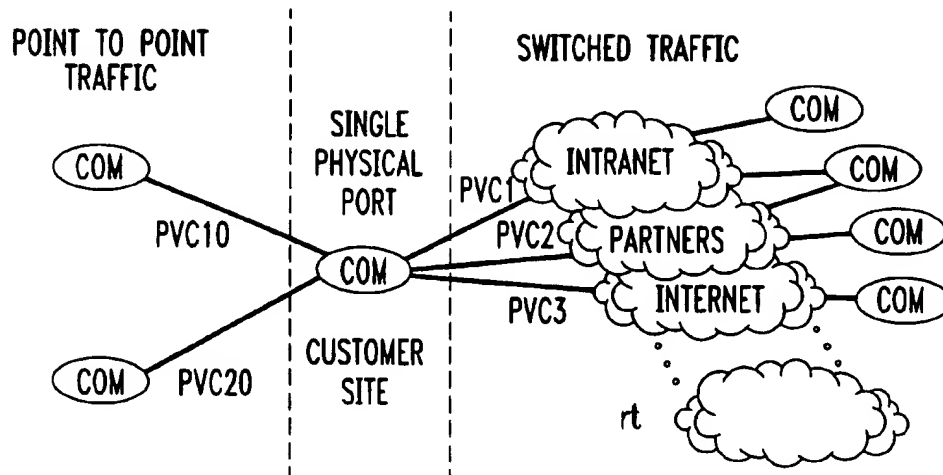 POINT TO POINT
TRAFFIC
SINGLE
PHYSICAL
PORT
SWITCHED TRAFFIC
COM
COM
INTRANET
COM
PVC1
PVC10
PVC2
PARTNERS
COM
COM
PVC3
INTERNET
COM
COM
PVC20
CUSTOMER
SITE
rt